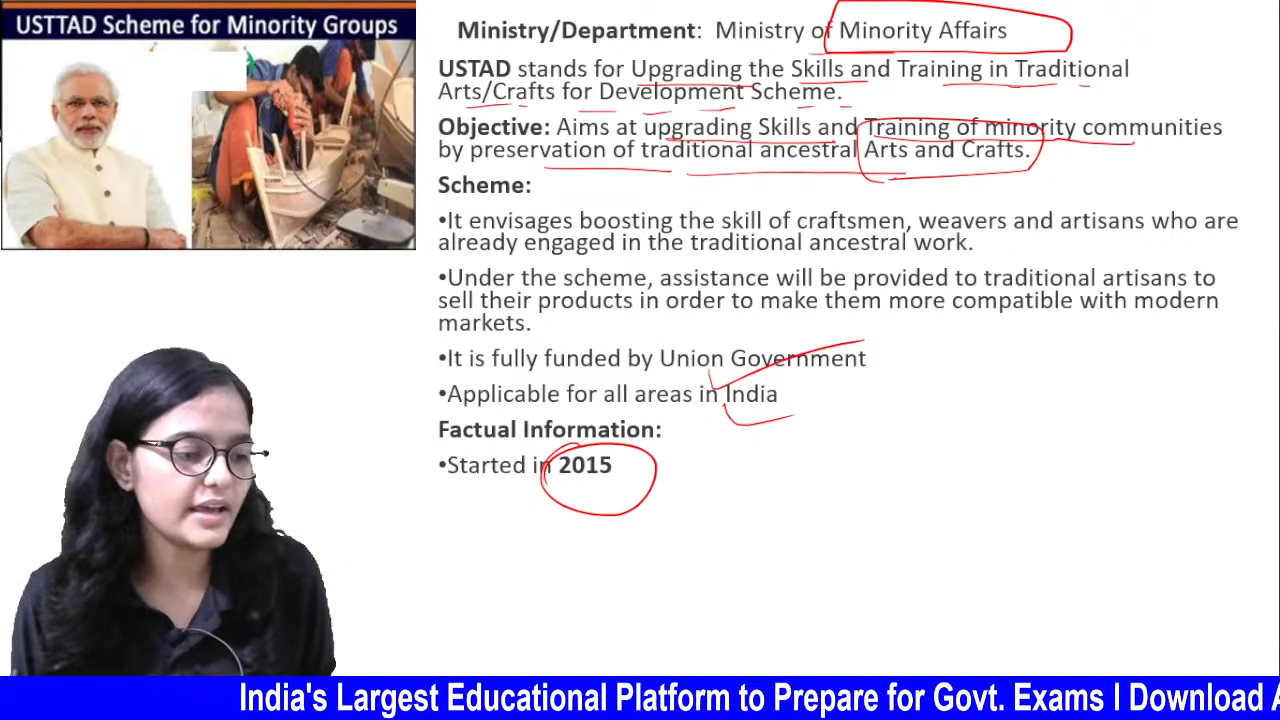 USTTAD Scheme for Minority Groups
Ministry/Department: Ministry of Minority Affairs
USTAD stands for Upgrading the Skills and Training in Traditional
Arts/Crafts for Development Scheme.
Objective: Aims at upgrading Skills and Training of minority communities
by preservation of traditional ancestral Arts and Crafts.
Scheme:
•It envisages boosting the skill of craftsmen, weavers and artisans who are
already engaged in the traditional ancestral work.
•Under the scheme, assistance will be provided to traditional artisans to
sell their products in order to make them more compatible with modern
markets.
•It is fully funded by Union Government
•Applicable for all areas in India
Factual Information:
•Started in 2015
India's Largest Educational Platform to Prepare for Govt. Exams I Download A